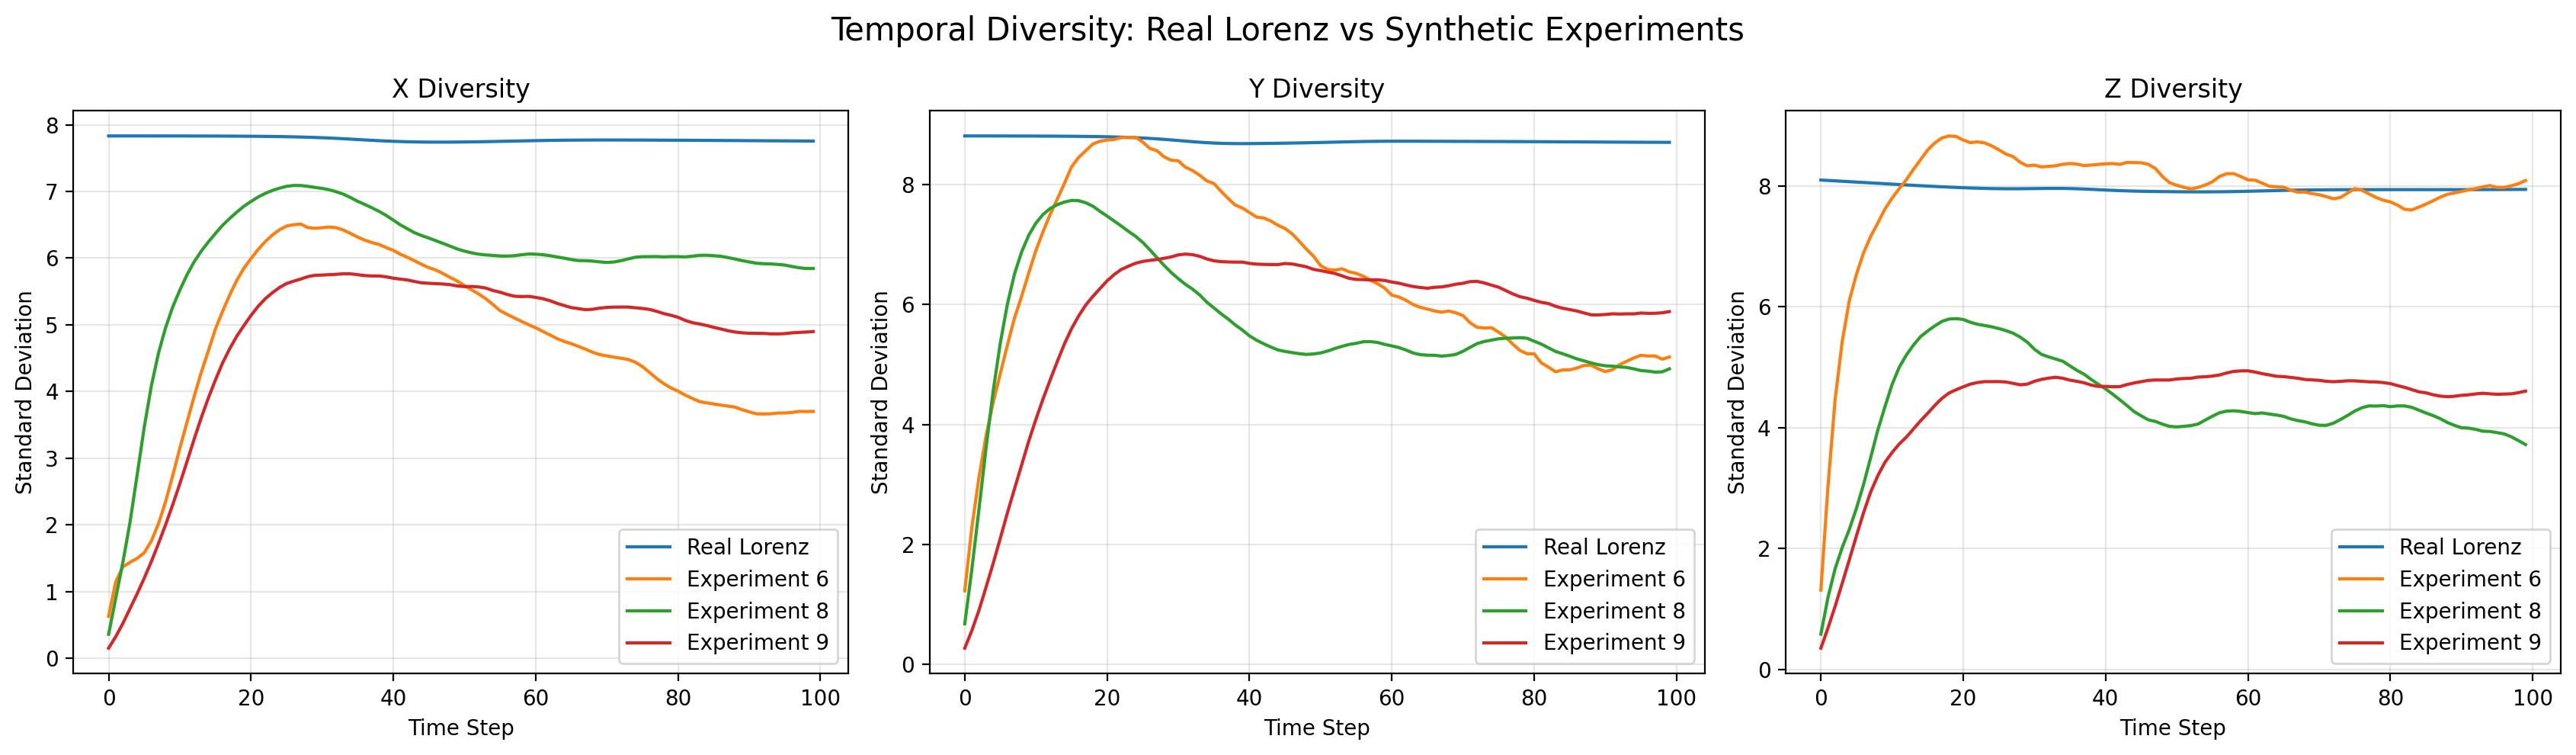 Temporal Diversity: Real Lorenz vs Synthetic Experiments
X Diversity
Standard Deviation
8
7
6
5
4
3
2
1
0
0 20 40 60 80 100
Time Step
Real Lorenz
Experiment 6
Experiment 8
Experiment 9
Y Diversity
Standard Deviation
8
6
4
2
0
0 20 40 60 80 100
Time Step
Real Lorenz
Experiment 6
Experiment 8
Experiment 9
Z Diversity
Standard Deviation
8
6
4
2
0
0 20 40 60 80 100
Time Step
Real Lorenz
Experiment 6
Experiment 8
Experiment 9